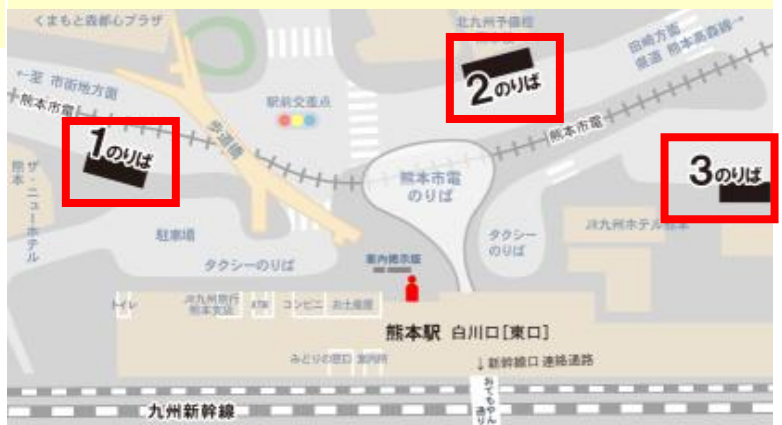 くまもと森都心プラザ
北九州予備校
田崎方面
県道 熊本高森線→
←至 市街地方面
熊本市電
駅前交差点
歩道橋
1のりば
2のりば
3のりば
熊本市電
熊本市電
のりば
ザ・ニューホテル
熊本
駐車場
タクシーのりば
タクシー
のりば
JR九州ホテル熊本
案内掲示板
トイレ
JR九州旅行
熊本支店
ATM
コンビニ
お土産屋
熊本駅 白川口[東口]
みどりの窓口 案内所
↓新幹線口 連絡通路
おてもやん
通り
九州新幹線